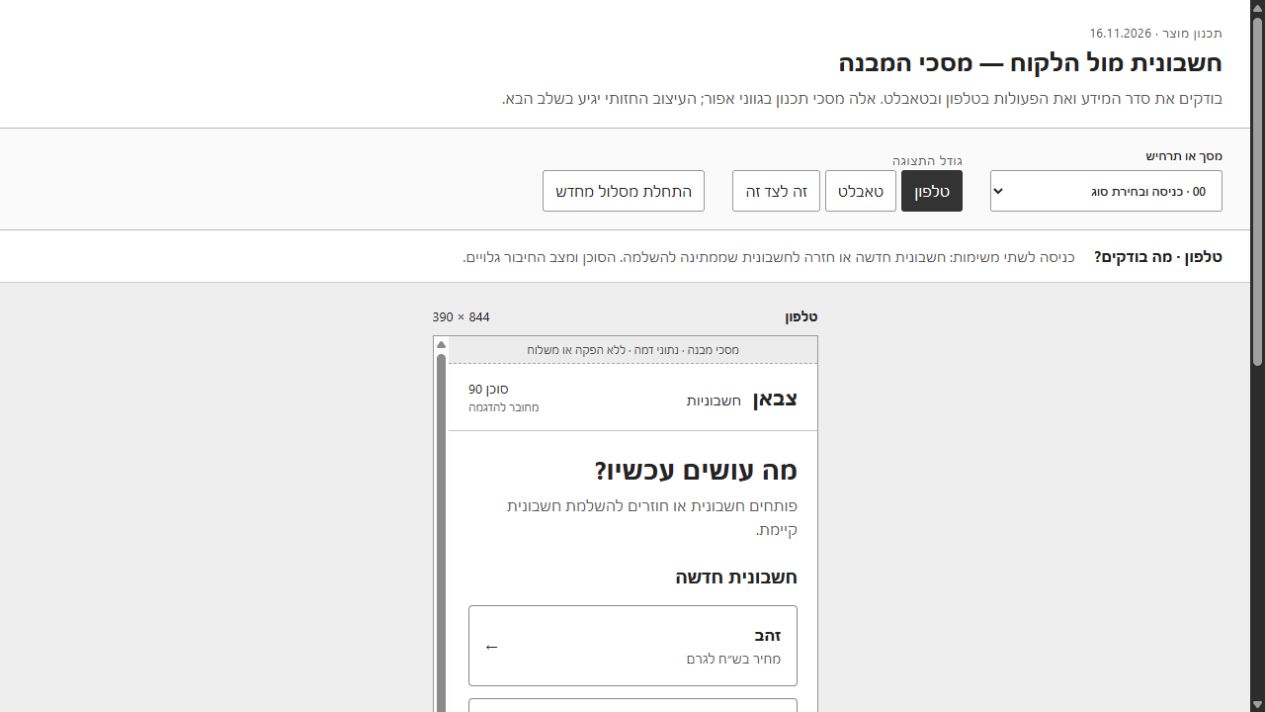 תכנון מוצר · 16.11.2026
חשבונית מול הלקוח — מסכי המבנה
בודקים את סדר המידע ואת הפעולות בטלפון ובטאבלט. אלה מסכי תכנון בגווני אפור; העיצוב החזותי יגיע בשלב הבא.
מסך או תרחיש
00 · כניסה ובחירת סוג
גודל התצוגה
טלפון
טאבלט
זה לצד זה
התחלת מסלול מחדש
טלפון · מה בודקים?
כניסה לשתי משימות: חשבונית חדשה או חזרה לחשבונית שממתינה להשלמה. הסוכן ומצב החיבור גלויים.
טלפון
390 × 844
מסכי מבנה · נתוני דמה · ללא הפקה או משלוח
צבאן חשבוניות
סוכן 90
מחובר להדגמה
מה עושים עכשיו?
פותחים חשבונית או חוזרים להשלמת חשבונית
קיימת.
חשבונית חדשה
זהב
מחיר בש״ח לגרם
←